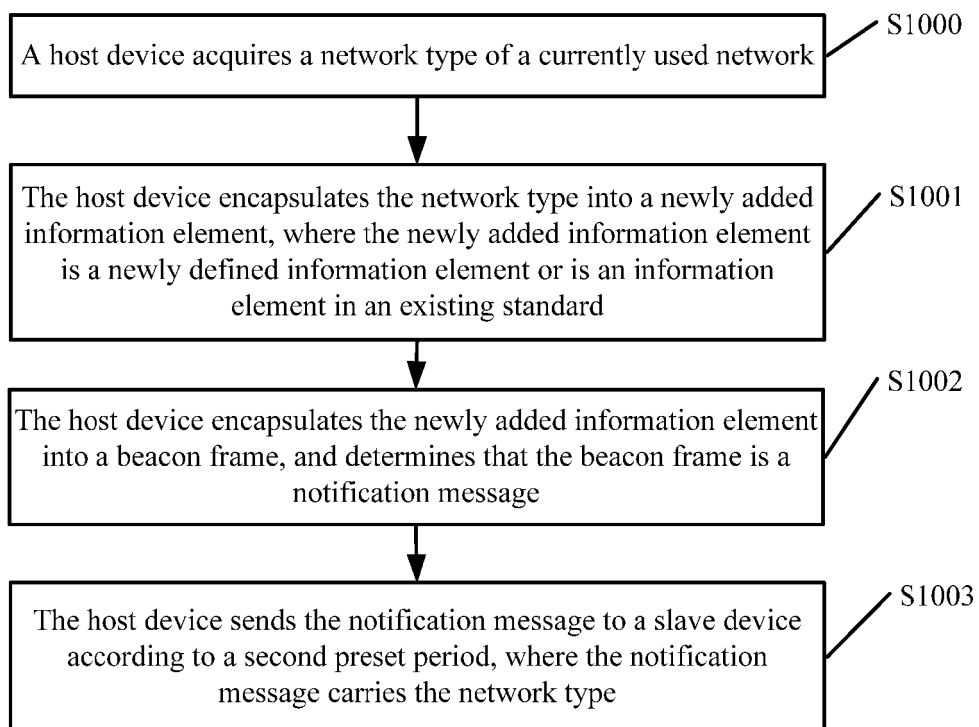 A host device acquires a network type of a currently used network
S1000
The host device encapsulates the network type into a newly added
information element, where the newly added information element
is a newly defined information element or is an information
element in an existing standard
S1001
The host device encapsulates the newly added information element
into a beacon frame, and determines that the beacon frame is a
notification message
S1002
The host device sends the notification message to a slave device
according to a second preset period, where the notification
message carries the network type
S1003